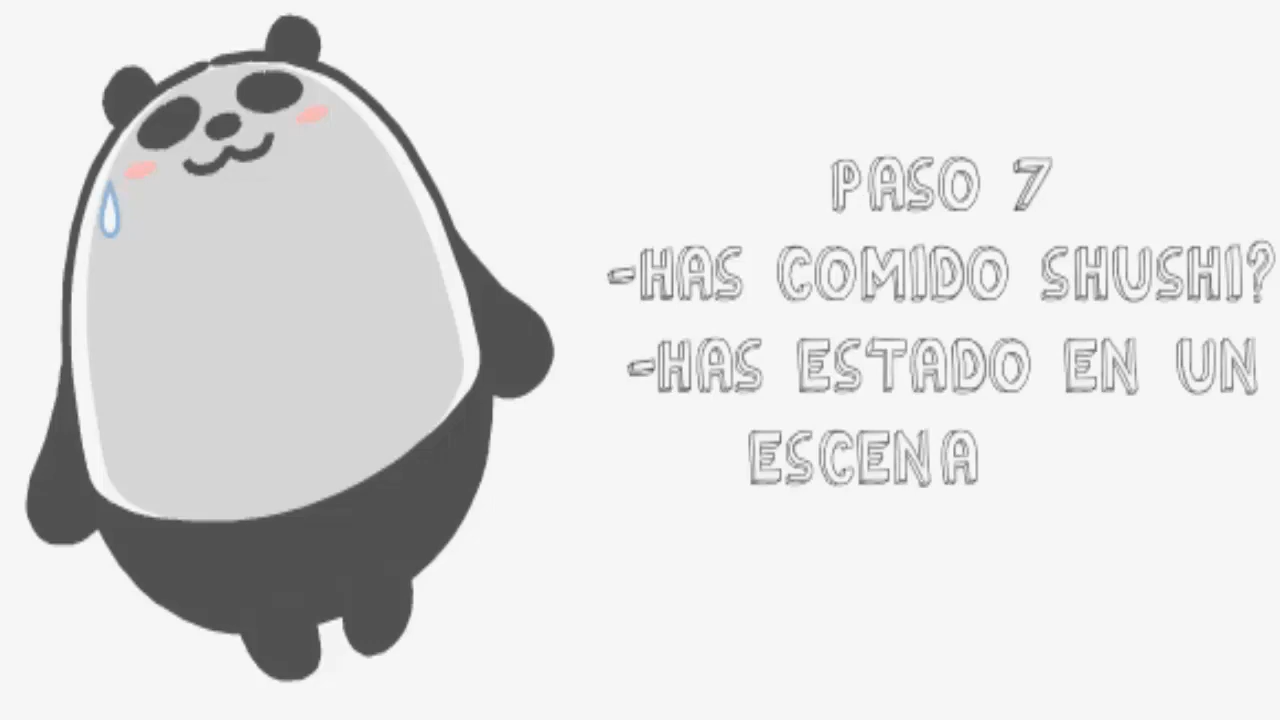 PASO 7
-HAS COMIDO SHUSHI?
-HAS ESTADO EN UN
ESCENA